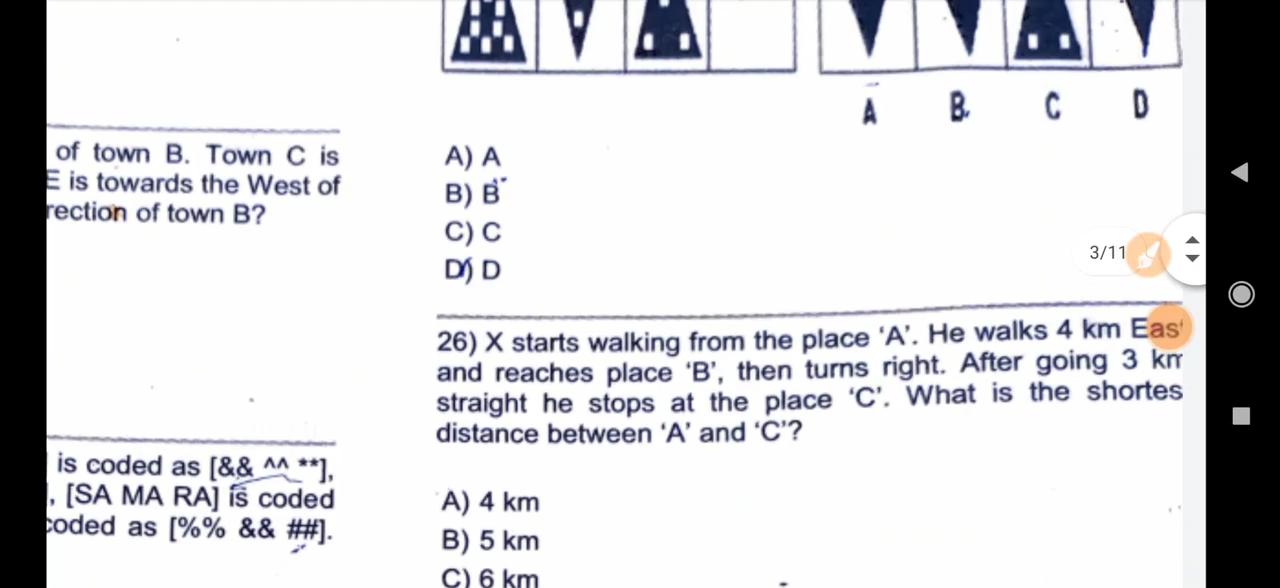 A B C D
of town B. Town C is
E is towards the West of
rection of town B?
A) A
B) B
C) C
D) D
3/11
26) X starts walking from the place ‘A’. He walks 4 km East
and reaches place ‘B’, then turns right. After going 3 km
straight he stops at the place ‘C’. What is the shortes
distance between ‘A’ and ‘C’?
is coded as [&& ^^ **],
, [SA MA RA] is coded
coded as [%% && ##].
A) 4 km
B) 5 km
C) 6 km